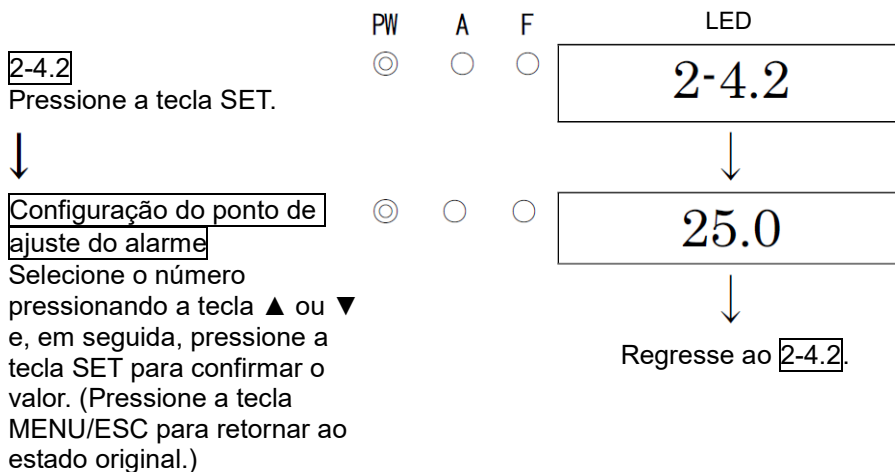 PW A F LED
2-4.2
Pressione a tecla SET.
2-4.2
↓
↓
Configuração do ponto de
ajuste do alarme
Selecione o número
pressionando a tecla ▲ ou ▼
e, em seguida, pressione a
tecla SET para confirmar o
valor. (Pressione a tecla
MENU/ESC para retornar ao
estado original.)
25.0
↓
Regresse ao 2-4.2.